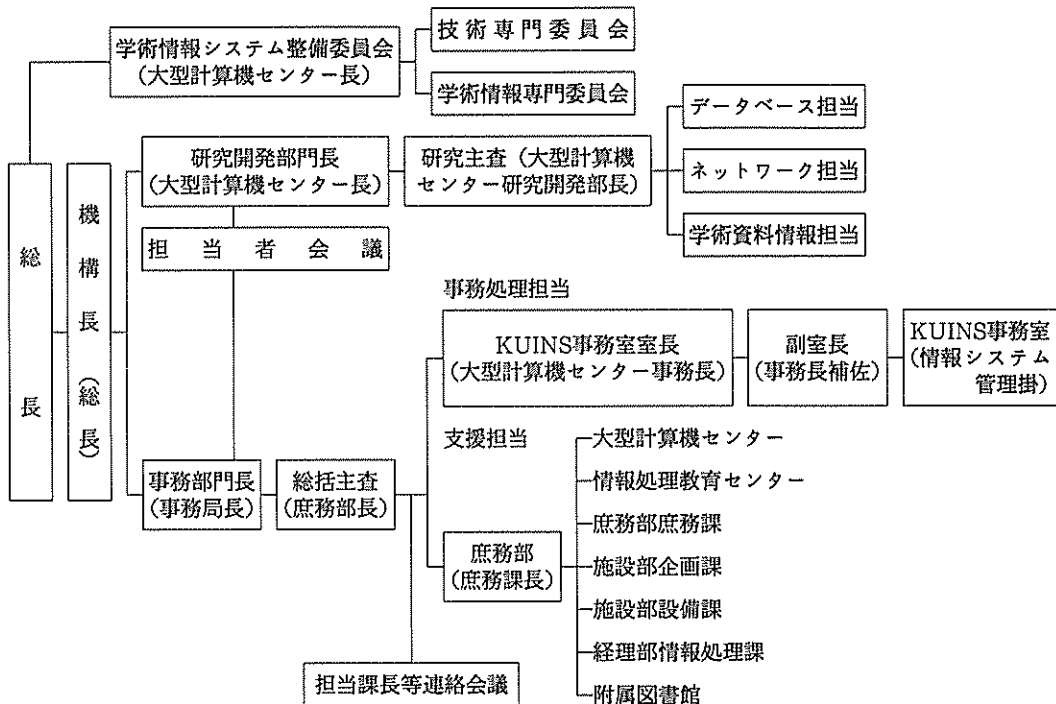 学術情報システム整備委員会
(大型計算機センター長)
技術専門委員会
学術情報専門委員会
総長
機構長(総長)
研究開発部門長
(大型計算機センター長)
研究主査(大型計算機
センター研究開発部長)
データベース担当
ネットワーク担当
学術資料情報担当
担当者会議
事務処理担当
KUINS事務室室長
(大型計算機センター事務長)
副室長
(事務長補佐)
KUINS事務室
(情報システム
管理掛)
事務部門長
(事務局長)
総括主査
(庶務部長)
支援担当
庶務部
(庶務課長)
大型計算機センター
情報処理教育センター
庶務部庶務課
施設部企画課
施設部設備課
経理部情報処理課
附属図書館
担当課長等連絡会議